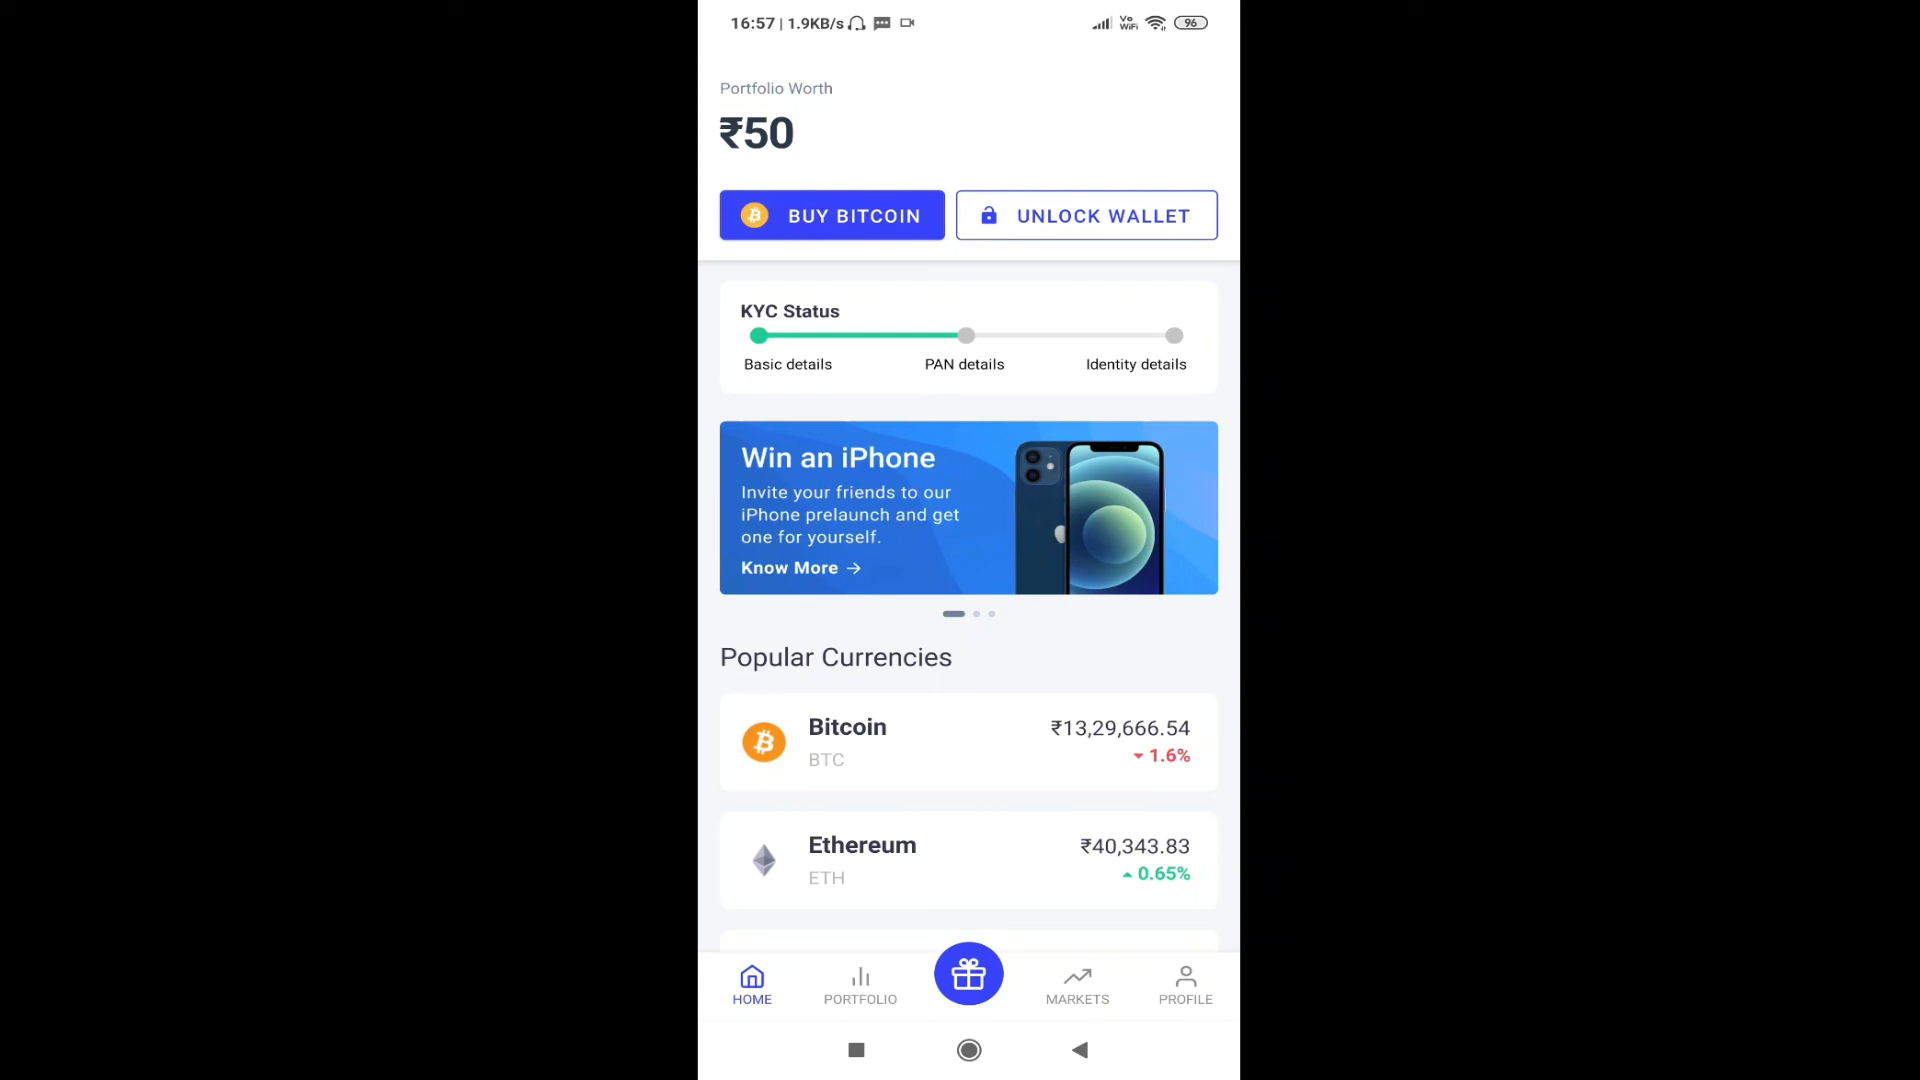 16:57 | 1.9KB/s
Vo
WiFi
96
Portfolio Worth
₹50
BUY BITCOIN
UNLOCK WALLET
KYC Status
Basic details
PAN details
Identity details
Win an iPhone
Invite your friends to our
iPhone prelaunch and get
one for yourself.
Know More →
Popular Currencies
Bitcoin
₹13,29,666.54
BTC
1.6%
Ethereum
₹40,343.83
ETH
0.65%
HOME
PORTFOLIO
MARKETS
PROFILE